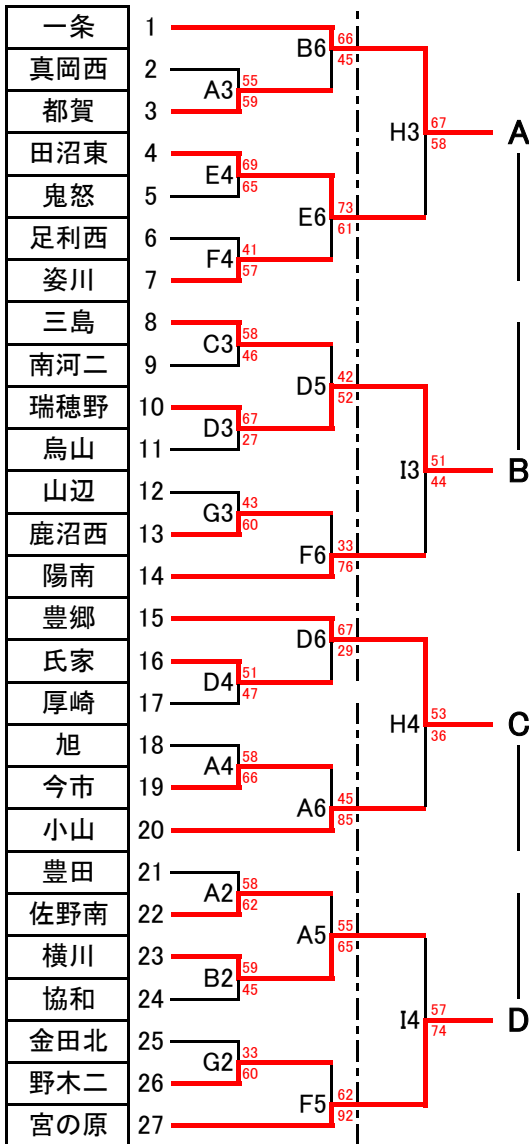 一条 1
真岡西 2
都賀 3
田沼東 4
鬼怒 5
足利西 6
姿川 7
三島 8
南河二 9
瑞穂野 10
烏山 11
山辺 12
鹿沼西 13
陽南 14
豊郷 15
氏家 16
厚崎 17
旭 18
今市 19
小山 20
豊田 21
佐野南 22
横川 23
協和 24
金田北 25
野木二 26
宮の原 27
A3 55 59
E4 69 65
F4 41 57
C3 58 46
D3 67 27
G3 43 60
D4 51 47
A4 58 66
A2 58 62
B2 59 45
G2 33 60
B6 66 45
E6 73 61
D5 42 52
F6 33 76
D6 67 29
A6 45 85
A5 55 65
F5 62 92
H3 67 58
I3 51 44
H4 53 36
I4 57 74
A
B
C
D